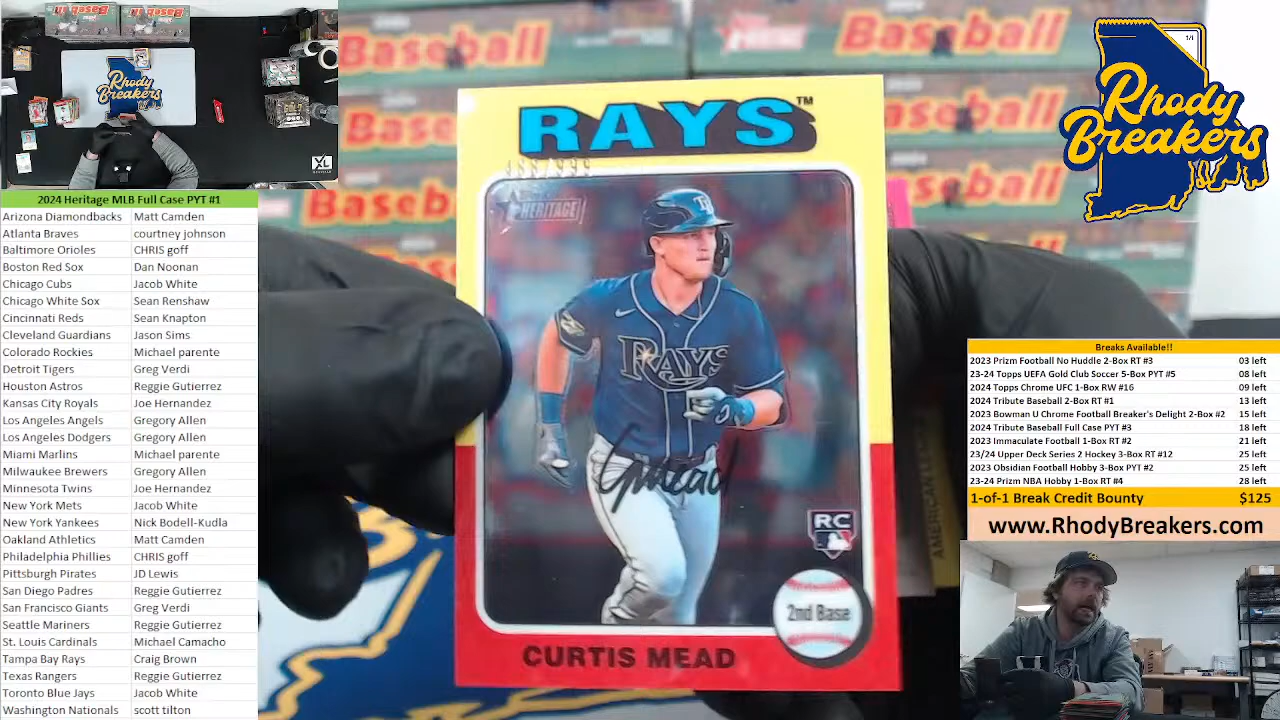 Rhody
Breakers
XL
2024 Heritage MLB Full Case PYT #1
Arizona Diamondbacks Matt Camden
Atlanta Braves courtney johnson
Baltimore Orioles CHRIS goff
Boston Red Sox Dan Noonan
Chicago Cubs Jacob White
Chicago White Sox Sean Renshaw
Cincinnati Reds Sean Knapton
Cleveland Guardians Jason Sims
Colorado Rockies Michael parente
Detroit Tigers Greg Verdi
Houston Astros Reggie Gutierrez
Kansas City Royals Joe Hernandez
Los Angeles Angels Gregory Allen
Los Angeles Dodgers Gregory Allen
Miami Marlins Michael parente
Milwaukee Brewers Gregory Allen
Minnesota Twins Joe Hernandez
New York Mets Jacob White
New York Yankees Nick Bodell-Kudla
Oakland Athletics Matt Camden
Philadelphia Phillies CHRIS goff
Pittsburgh Pirates JD Lewis
San Diego Padres Reggie Gutierrez
San Francisco Giants Greg Verdi
Seattle Mariners Reggie Gutierrez
St. Louis Cardinals Michael Camacho
Tampa Bay Rays Craig Brown
Texas Rangers Reggie Gutierrez
Toronto Blue Jays Jacob White
Washington Nationals scott tilton
Baseball
Baseball
Baseball
Baseball
RAYS™
HERITAGE
RAYS
RC
2nd Base
CURTIS MEAD
1/1
Rhody
Breakers
Breaks Available!!
2023 Prizm Football No Huddle 2-Box RT #3 03 left
23-24 Topps UEFA Gold Club Soccer 5-Box PYT #5 08 left
2024 Topps Chrome UFC 1-Box RW #16 09 left
2024 Tribute Baseball 2-Box RT #1 13 left
2023 Bowman U Chrome Football Breaker's Delight 2-Box #2 15 left
2024 Tribute Baseball Full Case PYT #3 18 left
2023 Immaculate Football 1-Box RT #2 21 left
23/24 Upper Deck Series 2 Hockey 3-Box RT #12 25 left
2023 Obsidian Football Hobby 3-Box PYT #2 25 left
23-24 Prizm NBA Hobby 1-Box RT #4 28 left
1-of-1 Break Credit Bounty $125
www.RhodyBreakers.com